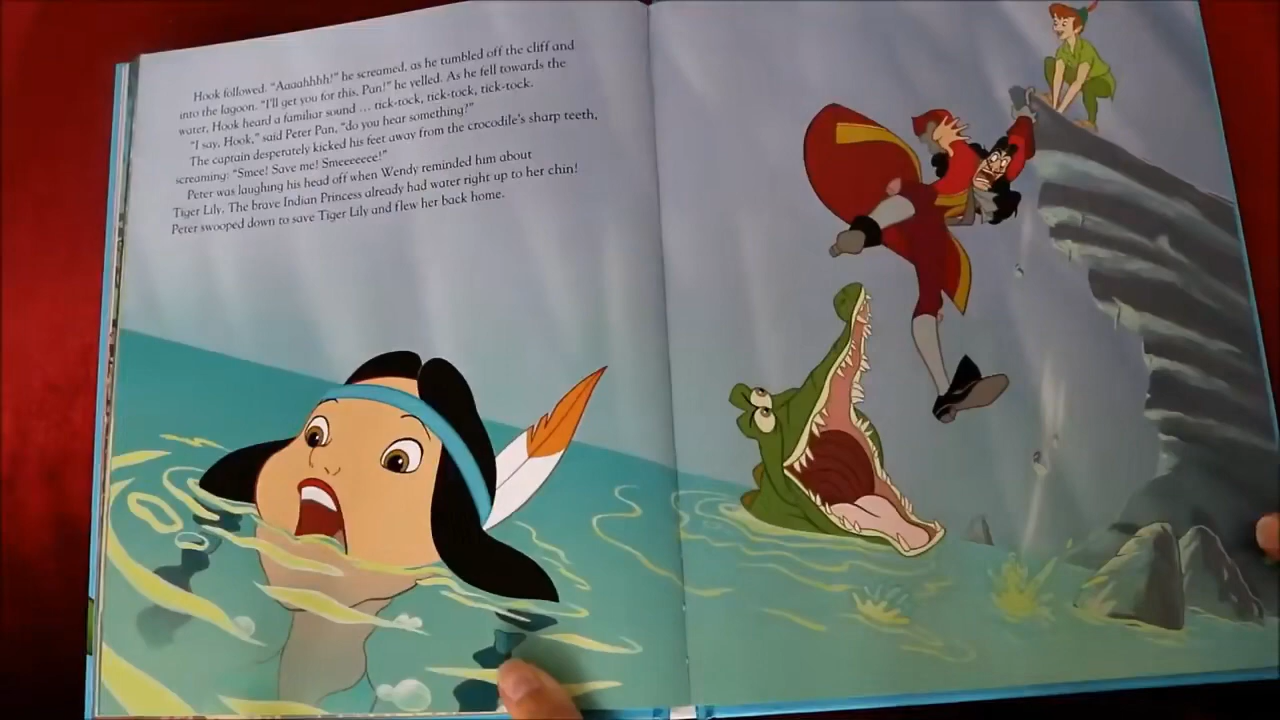 Hook followed. "Aaaahhhh!" he screamed, as he tumbled off the cliff and
into the lagoon. "I'll get you for this, Pan!" he yelled. As he fell towards the
water, Hook heard a familiar sound ... tick-tock, tick-tock, tick-tock.
"I say, Hook," said Peter Pan, "do you hear something?"
The captain desperately kicked his feet away from the crocodile's sharp teeth,
screaming: "Smee! Save me! Smeeeeeee!"
Peter was laughing his head off when Wendy reminded him about
Tiger Lily. The brave Indian Princess already had water right up to her chin!
Peter swooped down to save Tiger Lily and flew her back home.